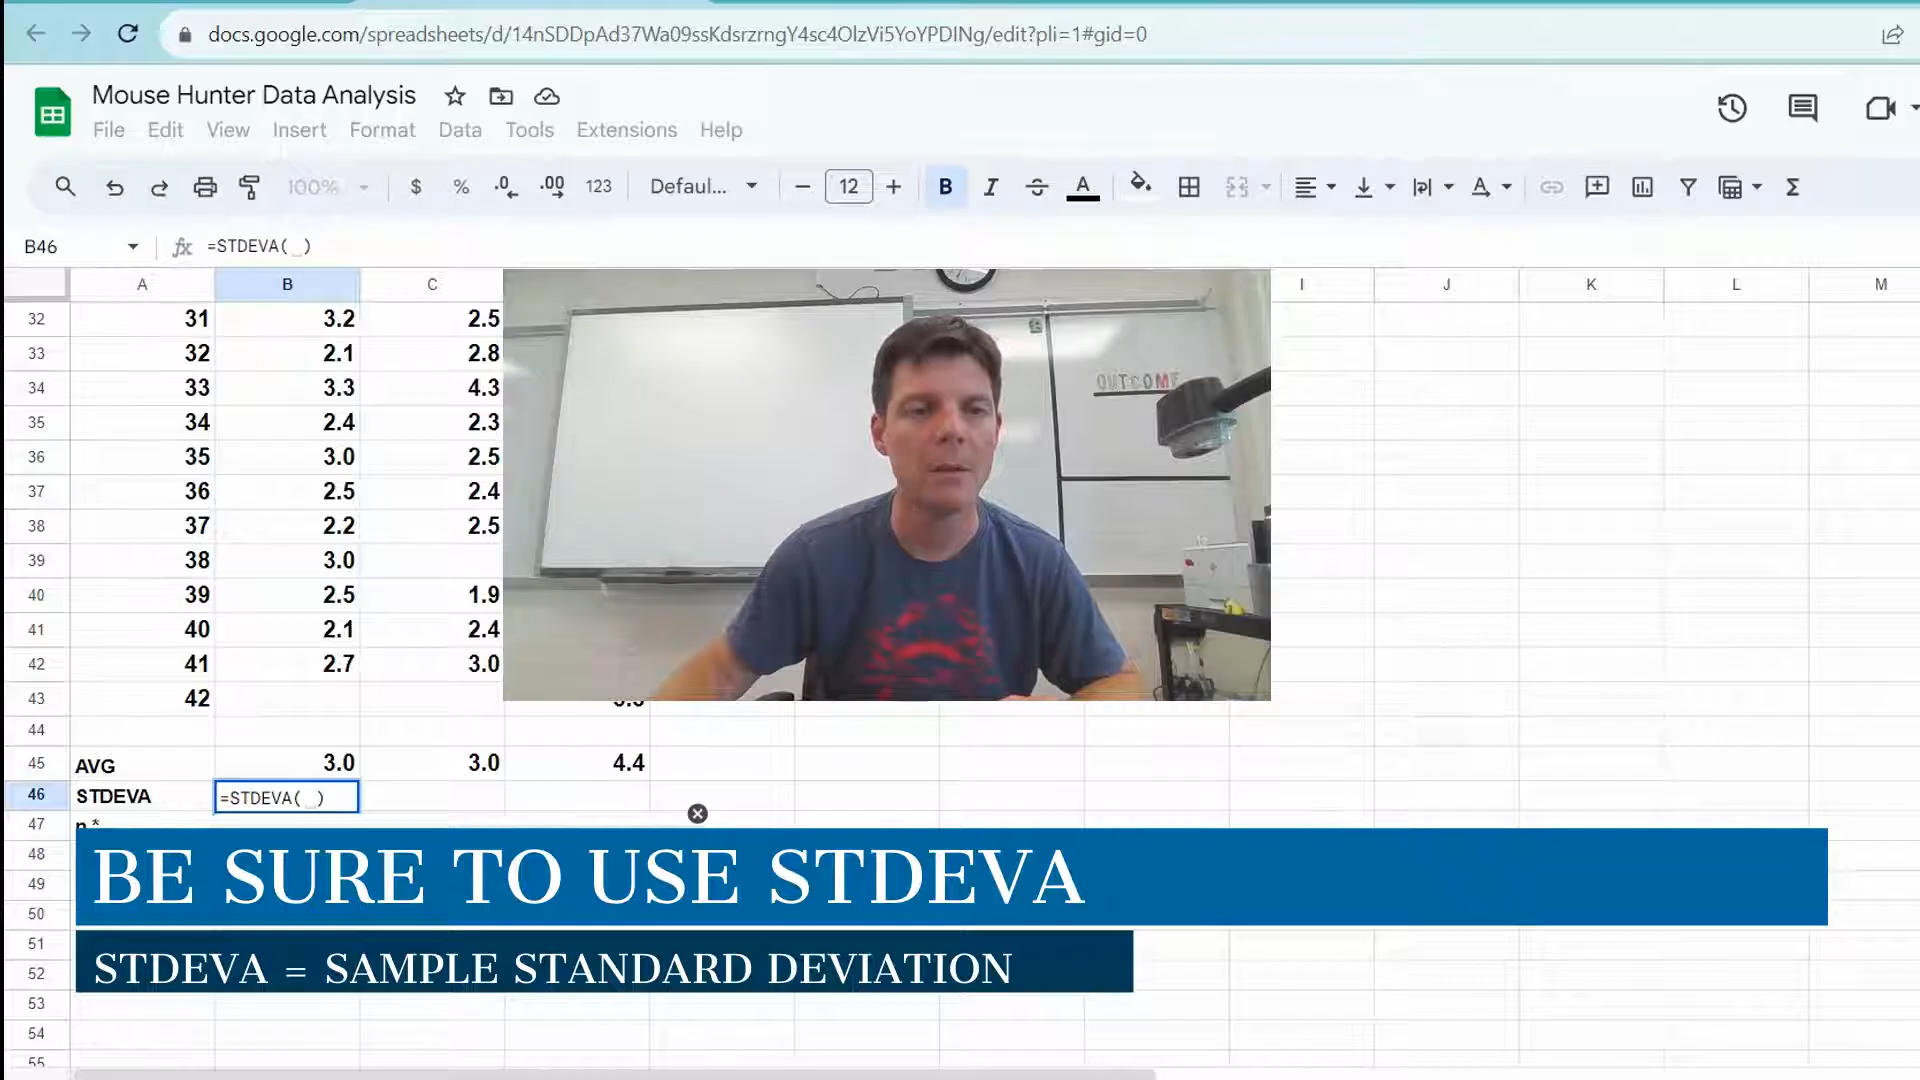 docs.google.com/spreadsheets/d/14nSDDpAd37Wa09ssKdsrzrngY4sc4OlzVi5YoYPDINg/edit?pli=1#gid=0
Mouse Hunter Data Analysis
File Edit View Insert Format Data Tools Extensions Help
100% $ % .0 .00 123 Defaul... 12 B I A A Σ
B46 fx =STDEVA( )
A B C I J K L M
32 31 3.2 2.5
33 32 2.1 2.8
34 33 3.3 4.3
35 34 2.4 2.3
36 35 3.0 2.5
37 36 2.5 2.4
38 37 2.2 2.5
39 38 3.0
40 39 2.5 1.9
41 40 2.1 2.4
42 41 2.7 3.0
43 42
44
45 AVG 3.0 3.0 4.4
46 STDEVA =STDEVA( )
47 n *
48
49
50
51
52
53
54
55
OUTCOME
BE SURE TO USE STDEVA
STDEVA = SAMPLE STANDARD DEVIATION